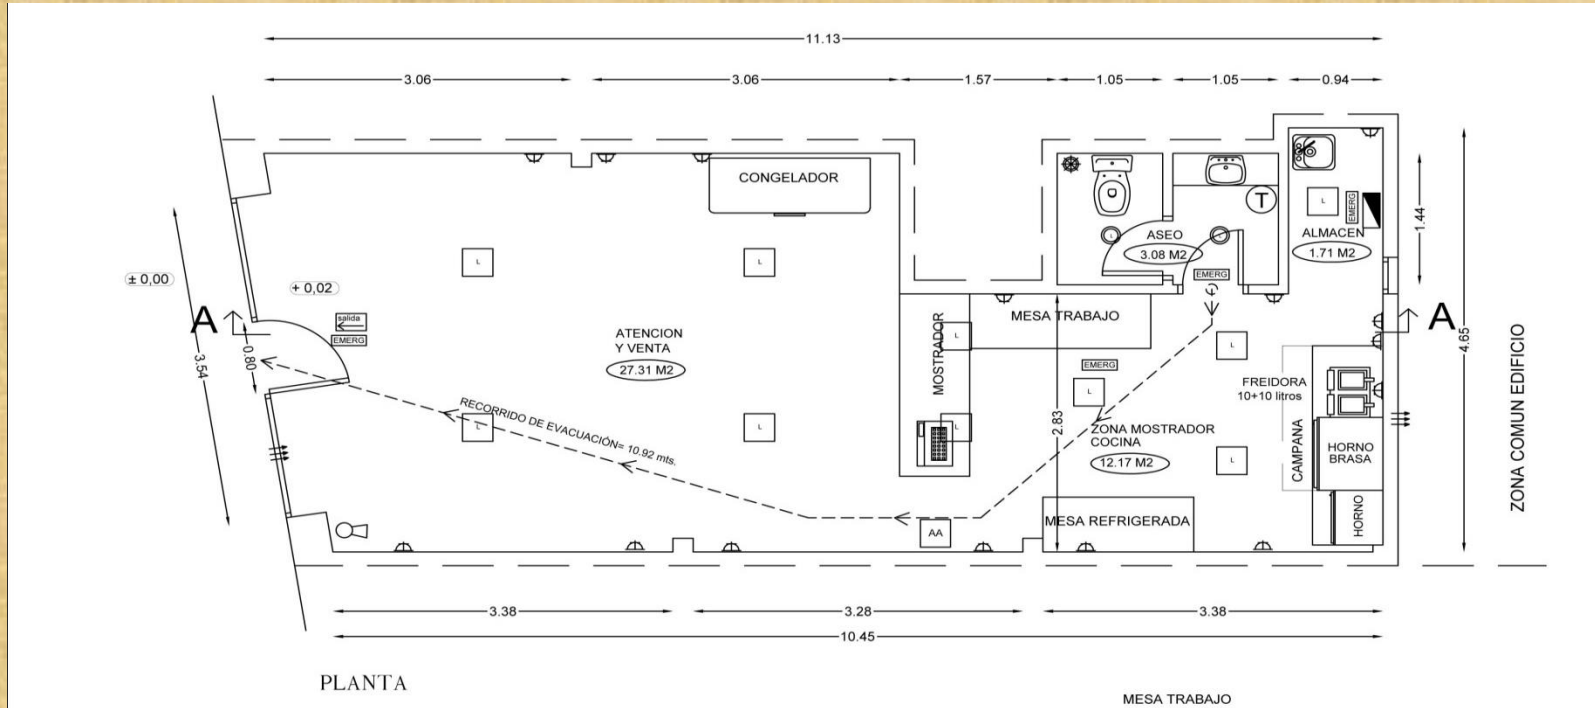 11.13
3.06
3.06
1.57
1.05
1.05
0.94
CONGELADOR
T
L
EMERG
ASEO
3.08 M2
L
L
ALMACEN
1.71 M2
1.44
± 0,00
+ 0,02
L
L
EMERG
A
salida
EMERG
ATENCION
Y VENTA
27.31 M2
MOSTRADOR
L
MESA TRABAJO
L
A
3.54
0.80
EMERG
L
FREIDORA
10+10 litros
4.65
ZONA COMUN EDIFICIO
RECORRIDO DE EVACUACIÓN= 10.92 mts.
L
L
L
2.83
ZONA MOSTRADOR
COCINA
12.17 M2
L
CAMPANA
HORNO
BRASA
HORNO
AA
MESA REFRIGERADA
3.38
3.28
3.38
10.45
PLANTA
MESA TRABAJO